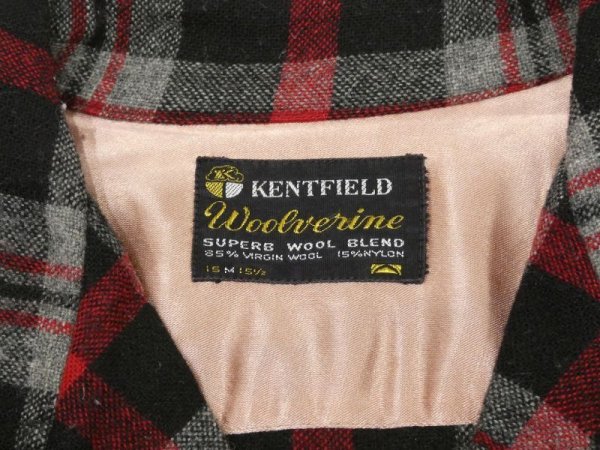 KENTFIELD
Woolverine
SUPERB WOOL BLEND
85% VIRGIN WOOL 15% NYLON
15 M 15½